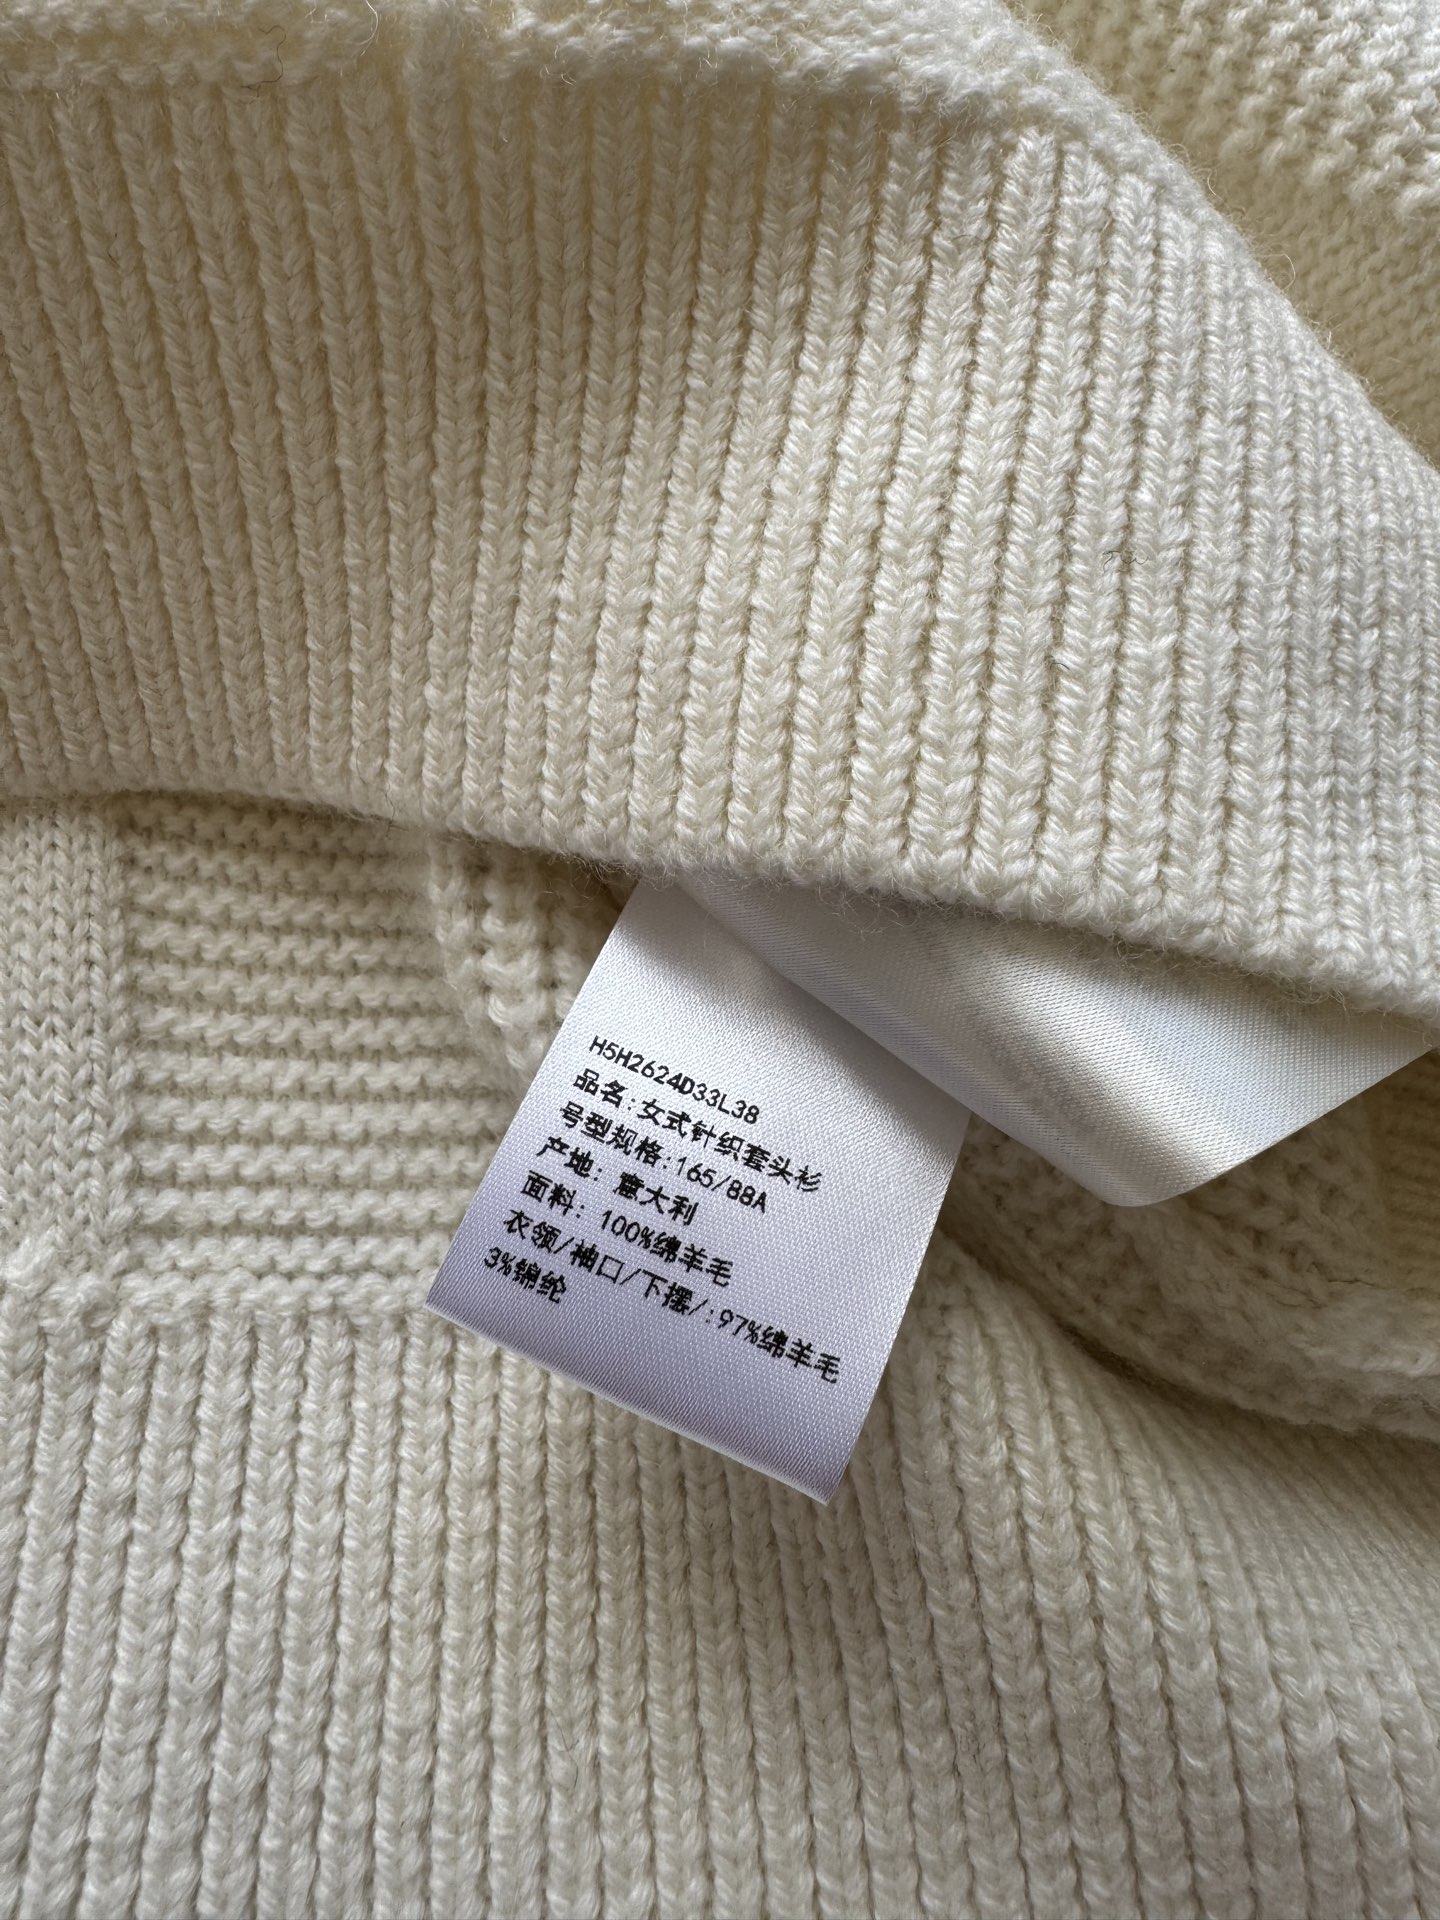 H5H2624D33L38
品名:女式针织套头衫
号型规格:165/88A
产地: 意大利
面料: 100%绵羊毛
衣领/袖口/下摆/:97%绵羊毛
3%锦纶